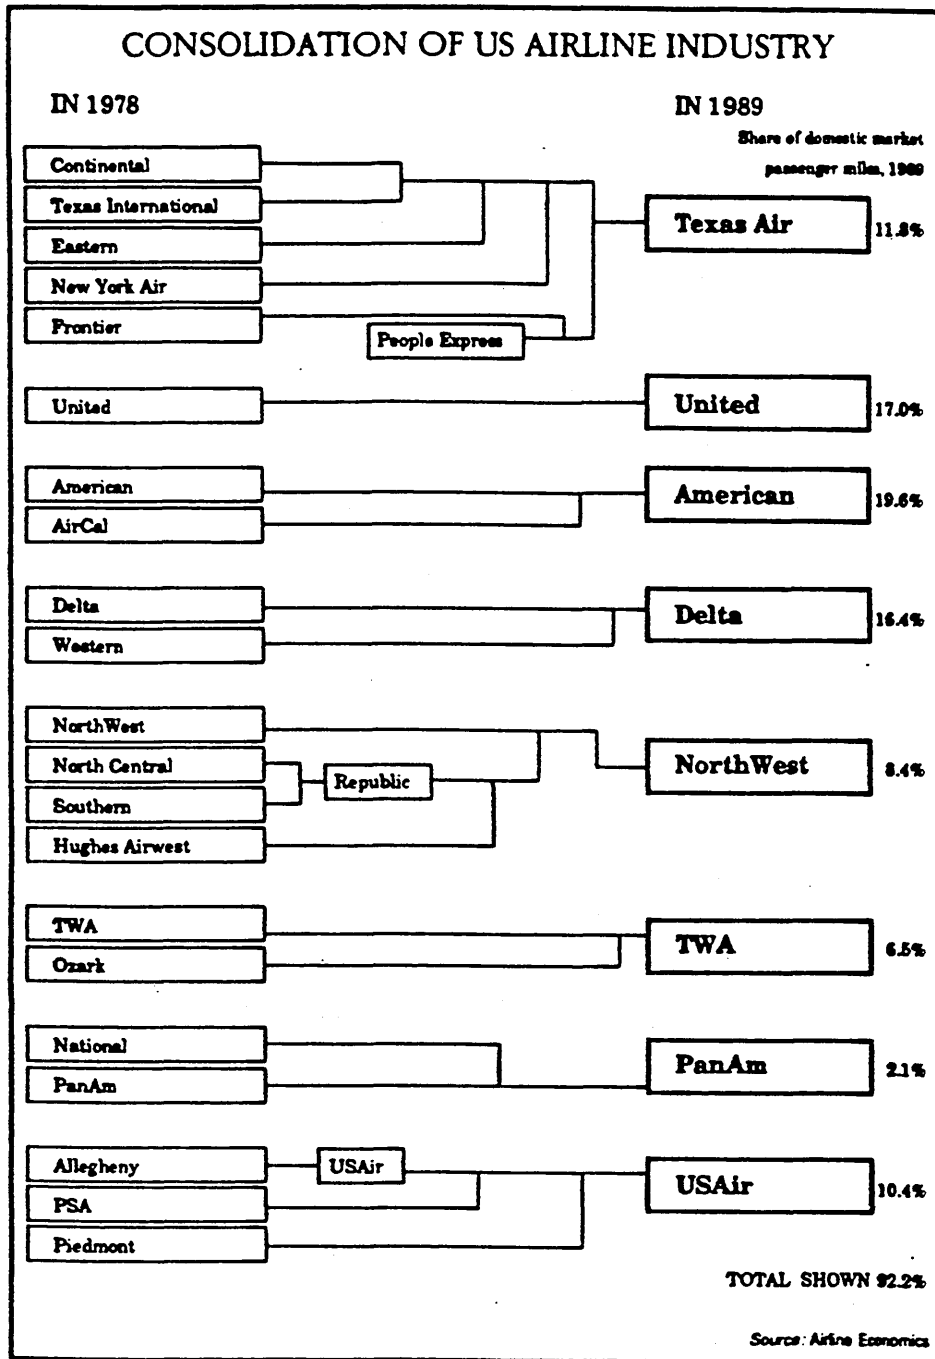 CONSOLIDATION OF US AIRLINE INDUSTRY
IN 1978
IN 1989
Share of domestic market
passenger miles, 1989
Continental
Texas International
Eastern
New York Air
Frontier
People Express
Texas Air
11.8%
United
United
17.0%
American
AirCal
American
19.6%
Delta
Western
Delta
16.4%
NorthWest
North Central
Southern
Hughes Airwest
Republic
NorthWest
8.4%
TWA
Ozark
TWA
6.5%
National
PanAm
PanAm
2.1%
Allegheny
USAir
PSA
Piedmont
USAir
10.4%
TOTAL SHOWN 92.2%
Source: Airline Economics